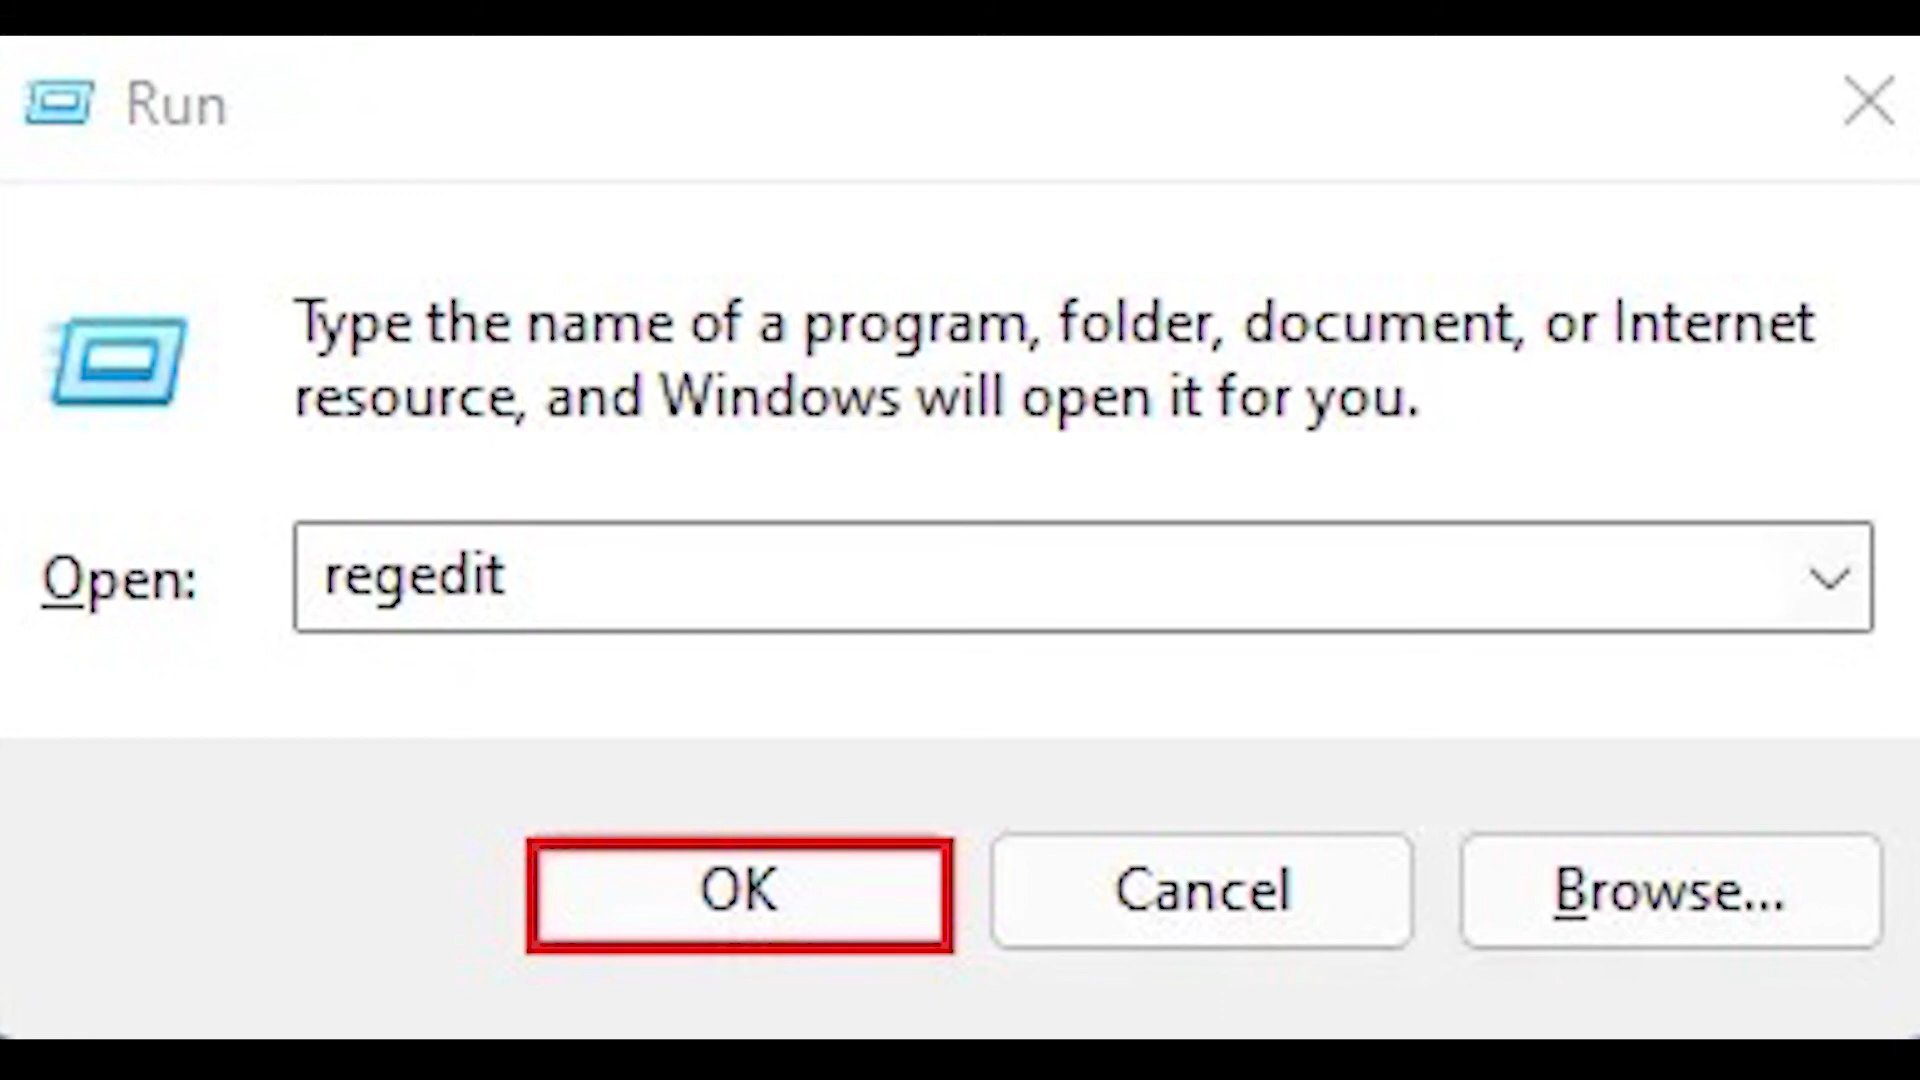 Run
Type the name of a program, folder, document, or Internet
resource, and Windows will open it for you.
Open:
regedit
OK
Cancel
Browse...